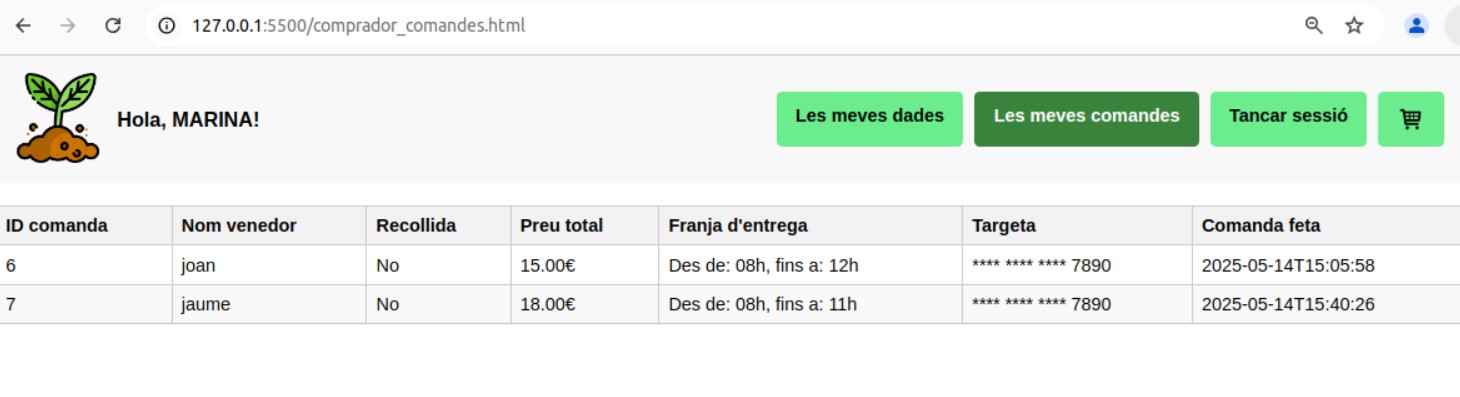 127.0.0.1:5500/comprador_comandes.html
Hola, MARINA!
Les meves dades Les meves comandes Tancar sessió
ID comanda Nom venedor Recollida Preu total Franja d'entrega Targeta Comanda feta
6 joan No 15.00€ Des de: 08h, fins a: 12h **** **** **** 7890 2025-05-14T15:05:58
7 jaume No 18.00€ Des de: 08h, fins a: 11h **** **** **** 7890 2025-05-14T15:40:26